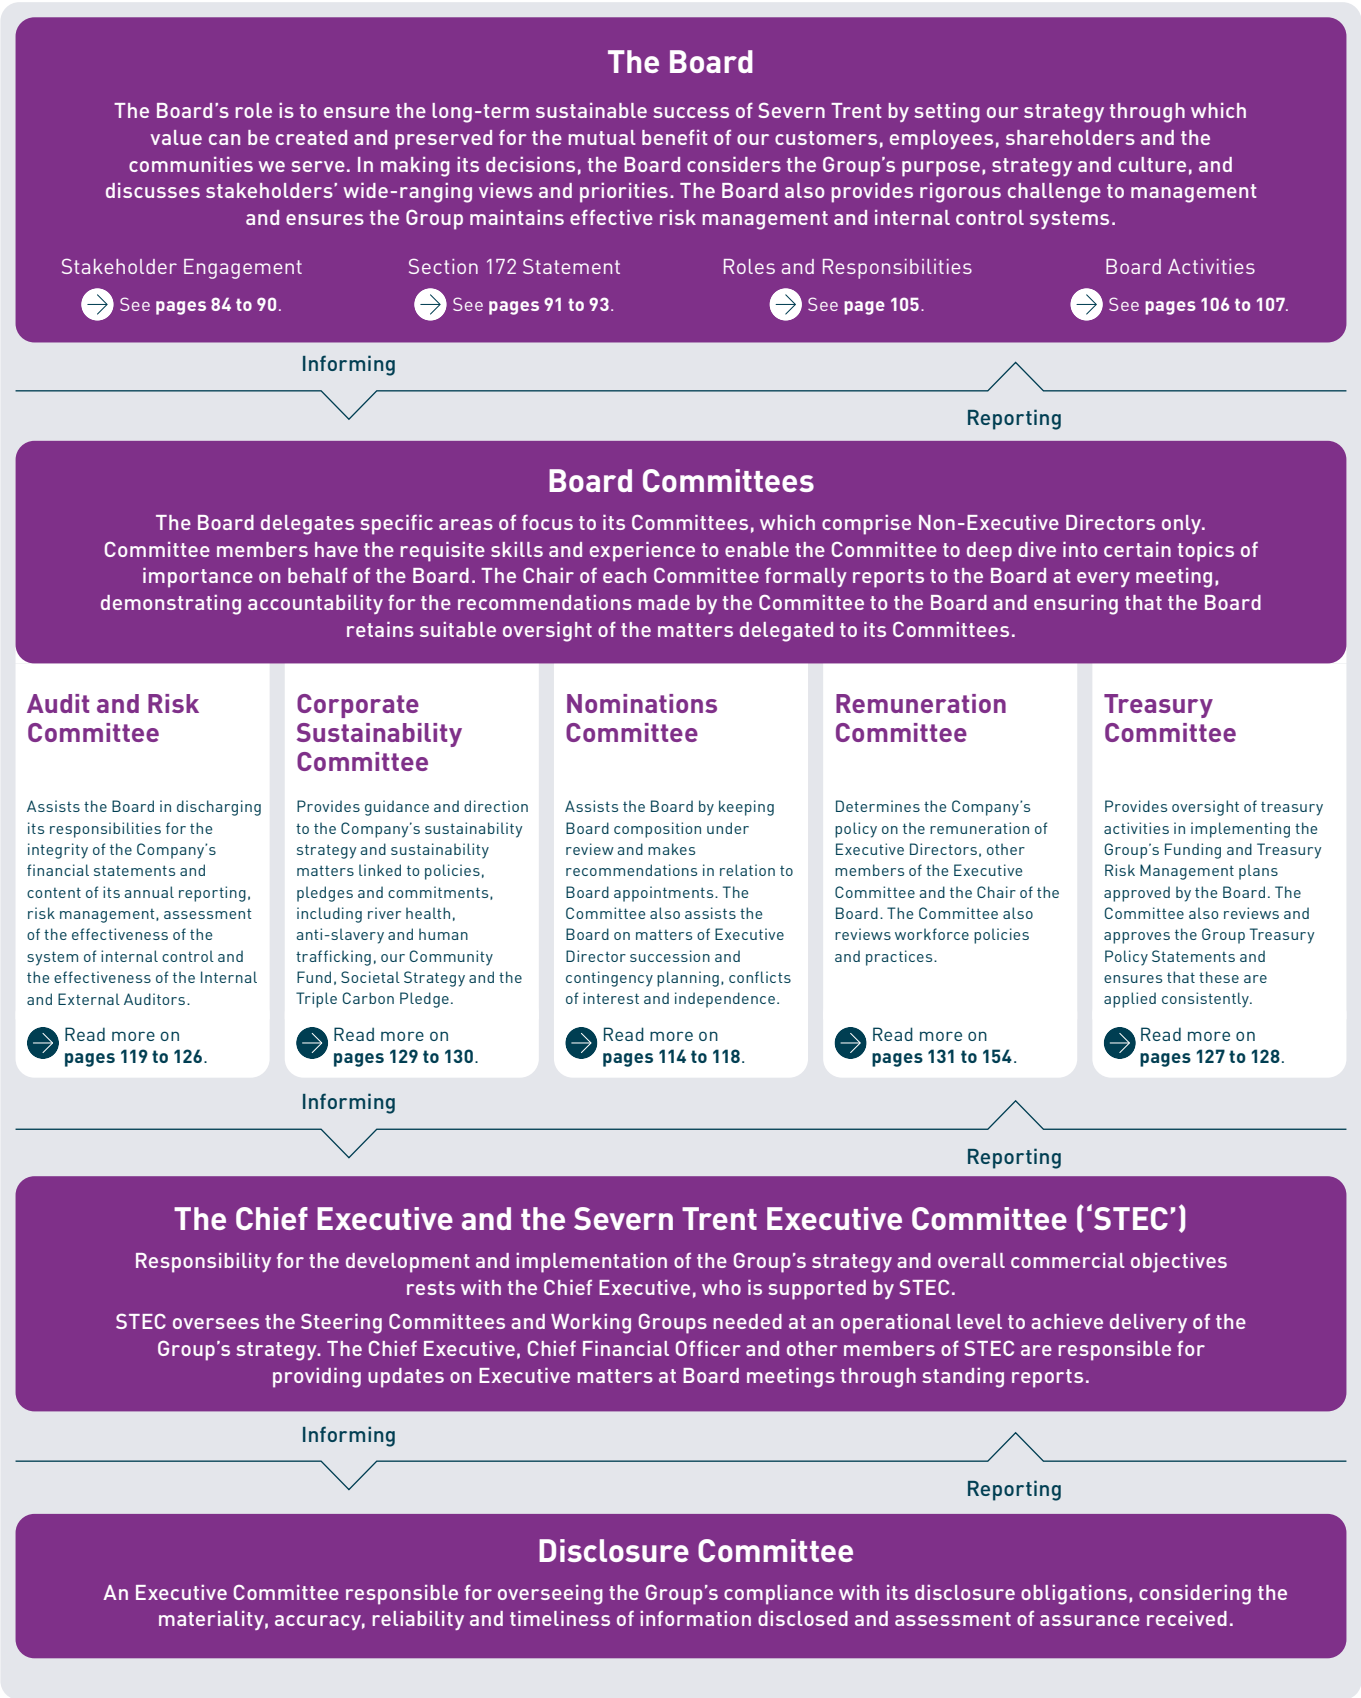 The Board
The Board’s role is to ensure the long-term sustainable success of Severn Trent by setting our strategy through which
value can be created and preserved for the mutual benefit of our customers, employees, shareholders and the
communities we serve. In making its decisions, the Board considers the Group’s purpose, strategy and culture, and
discusses stakeholders’ wide-ranging views and priorities. The Board also provides rigorous challenge to management
and ensures the Group maintains effective risk management and internal control systems.
Stakeholder Engagement
See pages 84 to 90.
Section 172 Statement
See pages 91 to 93.
Roles and Responsibilities
See page 105.
Board Activities
See pages 106 to 107.
Informing
Reporting
Board Committees
The Board delegates specific areas of focus to its Committees, which comprise Non-Executive Directors only.
Committee members have the requisite skills and experience to enable the Committee to deep dive into certain topics of
importance on behalf of the Board. The Chair of each Committee formally reports to the Board at every meeting,
demonstrating accountability for the recommendations made by the Committee to the Board and ensuring that the Board
retains suitable oversight of the matters delegated to its Committees.
Audit and Risk
Committee
Assists the Board in discharging
its responsibilities for the
integrity of the Company’s
financial statements and
content of its annual reporting,
risk management, assessment
of the effectiveness of the
system of internal control and
the effectiveness of the Internal
and External Auditors.
Read more on
pages 119 to 126.
Corporate
Sustainability
Committee
Provides guidance and direction
to the Company’s sustainability
strategy and sustainability
matters linked to policies,
pledges and commitments,
including river health,
anti-slavery and human
trafficking, our Community
Fund, Societal Strategy and the
Triple Carbon Pledge.
Read more on
pages 129 to 130.
Nominations
Committee
Assists the Board by keeping
Board composition under
review and makes
recommendations in relation to
Board appointments. The
Committee also assists the
Board on matters of Executive
Director succession and
contingency planning, conflicts
of interest and independence.
Read more on
pages 114 to 118.
Remuneration
Committee
Determines the Company’s
policy on the remuneration of
Executive Directors, other
members of the Executive
Committee and the Chair of the
Board. The Committee also
reviews workforce policies
and practices.
Read more on
pages 131 to 154.
Treasury
Committee
Provides oversight of treasury
activities in implementing the
Group’s Funding and Treasury
Risk Management plans
approved by the Board. The
Committee also reviews and
approves the Group Treasury
Policy Statements and
ensures that these are
applied consistently.
Read more on
pages 127 to 128.
Informing
Reporting
The Chief Executive and the Severn Trent Executive Committee (‘STEC’)
Responsibility for the development and implementation of the Group’s strategy and overall commercial objectives
rests with the Chief Executive, who is supported by STEC.
STEC oversees the Steering Committees and Working Groups needed at an operational level to achieve delivery of the
Group’s strategy. The Chief Executive, Chief Financial Officer and other members of STEC are responsible for
providing updates on Executive matters at Board meetings through standing reports.
Informing
Reporting
Disclosure Committee
An Executive Committee responsible for overseeing the Group’s compliance with its disclosure obligations, considering the
materiality, accuracy, reliability and timeliness of information disclosed and assessment of assurance received.